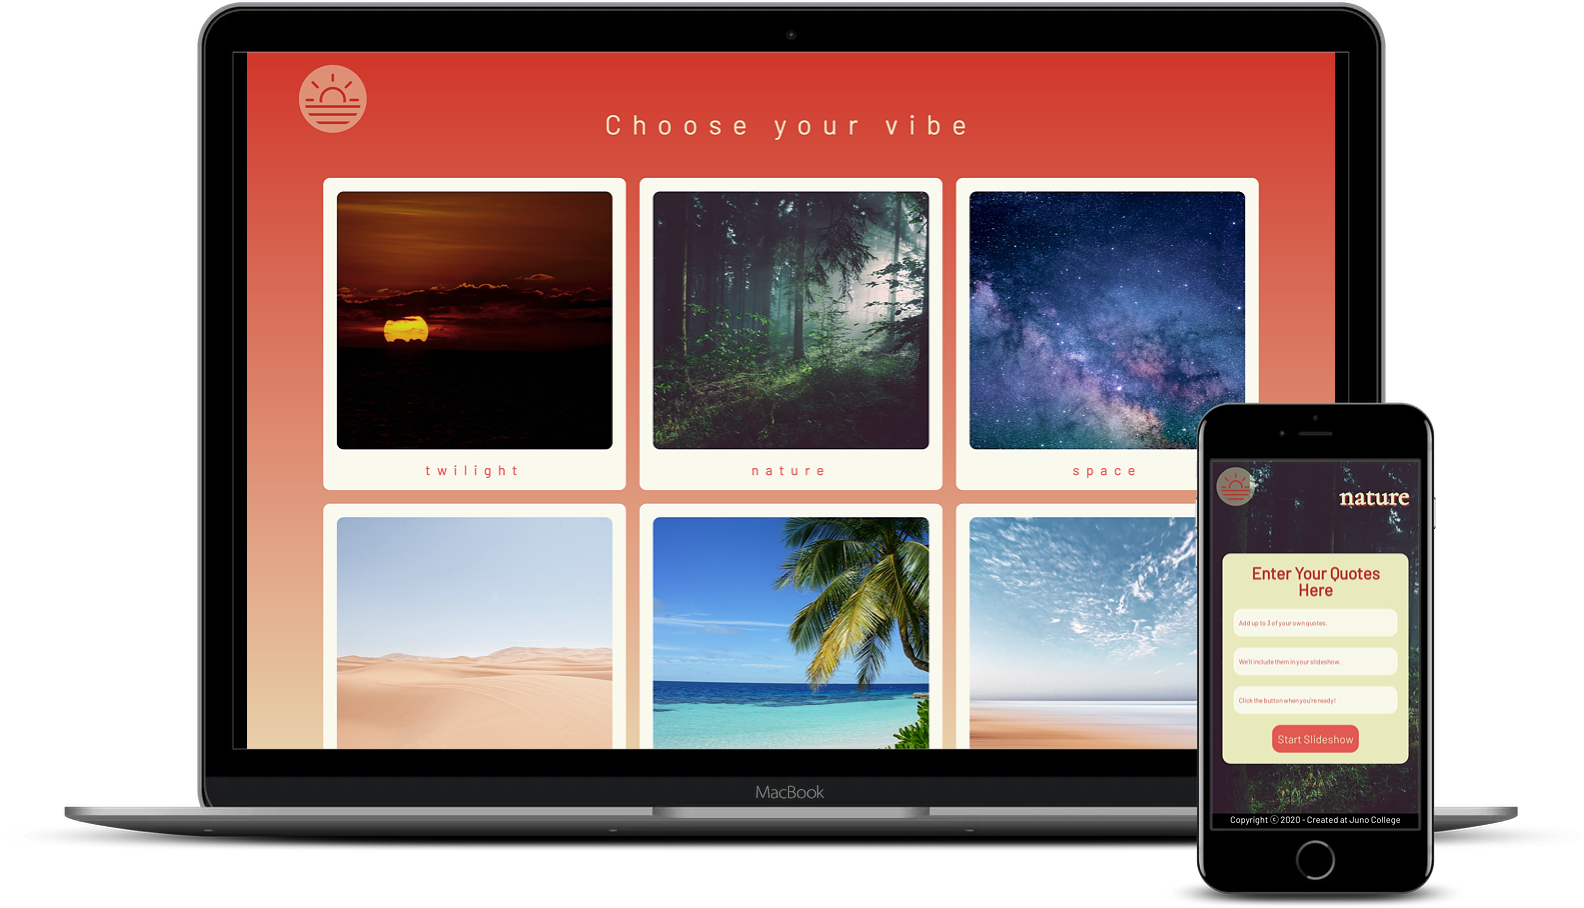 Choose your vibe
twilight
nature
space
MacBook
nature
Enter Your Quotes
Here
Add up to 3 of your own quotes.
We'll include them in your slideshow.
Click the button when you're ready!
Start Slideshow
Copyright © 2020 - Created at Juno College